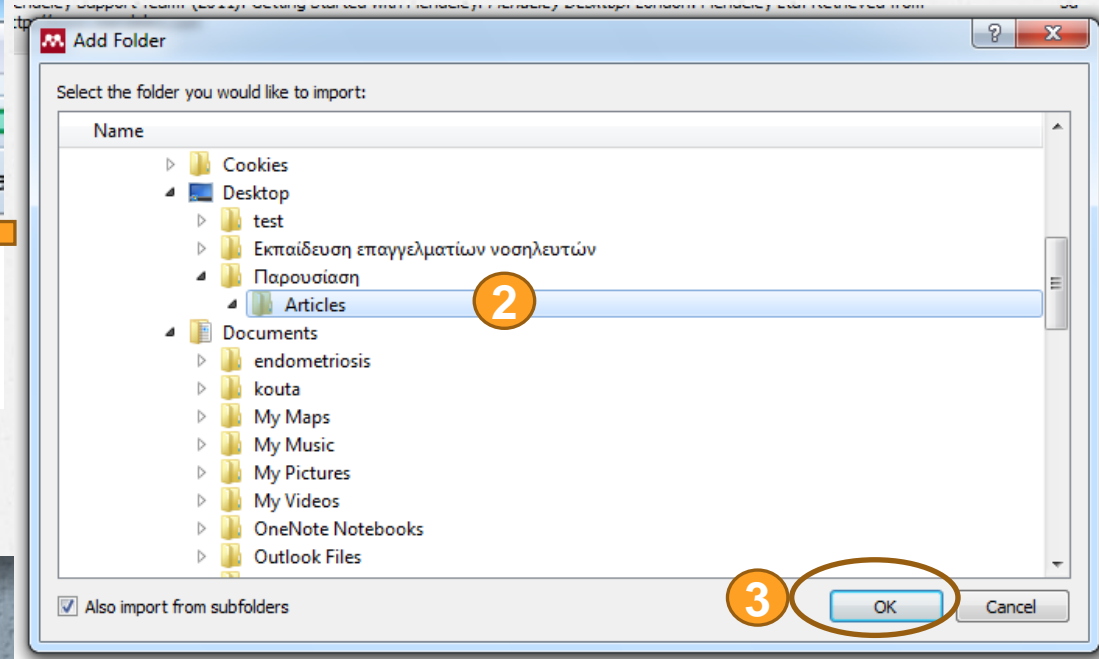 Add Folder
Select the folder you would like to import:
Name
Cookies
Desktop
test
Εκπαίδευση επαγγελματίων νοσηλευτών
Παρουσίαση
Articles
2
Documents
endometriosis
kouta
My Maps
My Music
My Pictures
My Videos
OneNote Notebooks
Outlook Files
Also import from subfolders
3
OK
Cancel